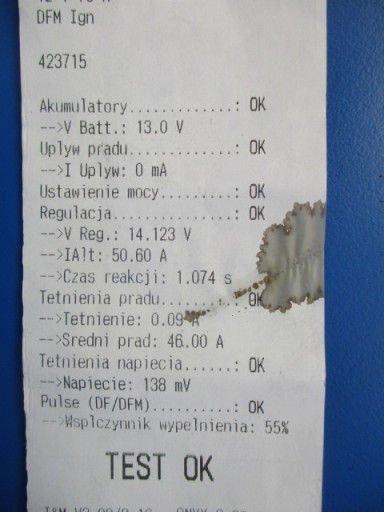 DFM Ign
423715
Akumulatory............: OK
-->V Batt.: 13.0 V
Uplyw pradu............: OK
-->I Uplyw: 0 mA
Ustawienie mocy........: OK
Regulacja..............: OK
-->V Reg.: 14.123 V
-->IAlt: 50.60 A
-->Czas reakcji: 1.074 s
Tetnienia pradu........: OK
-->Tetnienie: 0.09 A
-->Sredni prad: 46.00 A
Tetnienia napiecia.....: OK
-->Napiecie: 138 mV
Pulse (DF/DFM).........: OK
-->Wsplczynnik wypelnienia: 55%
TEST OK